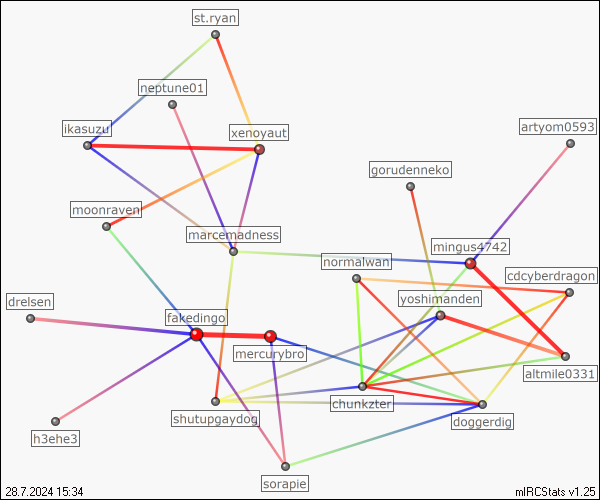 st.ryan
neptune01
ikasuzu
xenoyaut
artyom0593
gorudenneko
moonraven
marcemadness
mingus4742
normalwan
cdcyberdragon
drelsen
yoshimanden
fakedingo
mercurybro
altmile0331
chunkzter
shutupgaydog
doggerdig
h3ehe3
sorapie
28.7.2024 15:34
mIRCStats v1.25